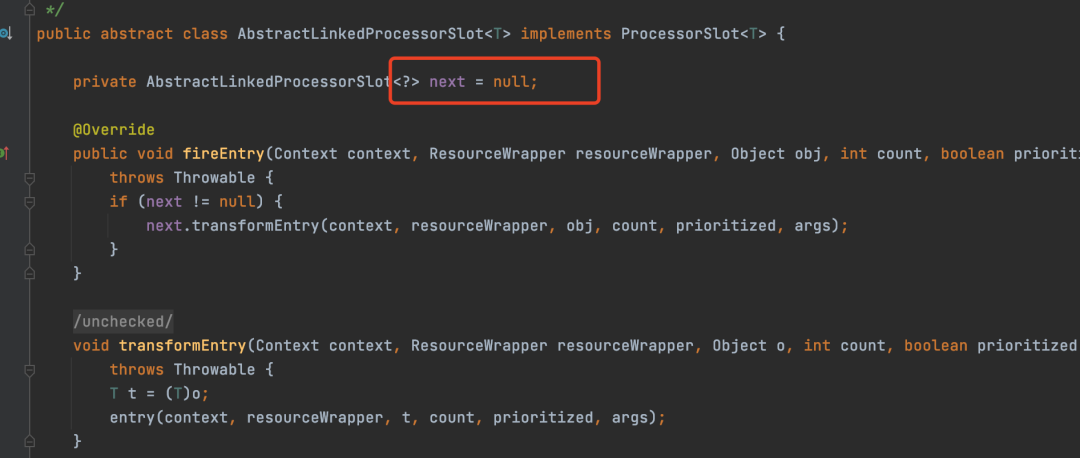 */
public abstract class AbstractLinkedProcessorSlot<T> implements ProcessorSlot<T> {
private AbstractLinkedProcessorSlot<?> next = null;
@Override
public void fireEntry(Context context, ResourceWrapper resourceWrapper, Object obj, int count, boolean prioriti
throws Throwable {
if (next != null) {
next.transformEntry(context, resourceWrapper, obj, count, prioritized, args);
}
}
/unchecked/
void transformEntry(Context context, ResourceWrapper resourceWrapper, Object o, int count, boolean prioritized
throws Throwable {
T t = (T)o;
entry(context, resourceWrapper, t, count, prioritized, args);
}